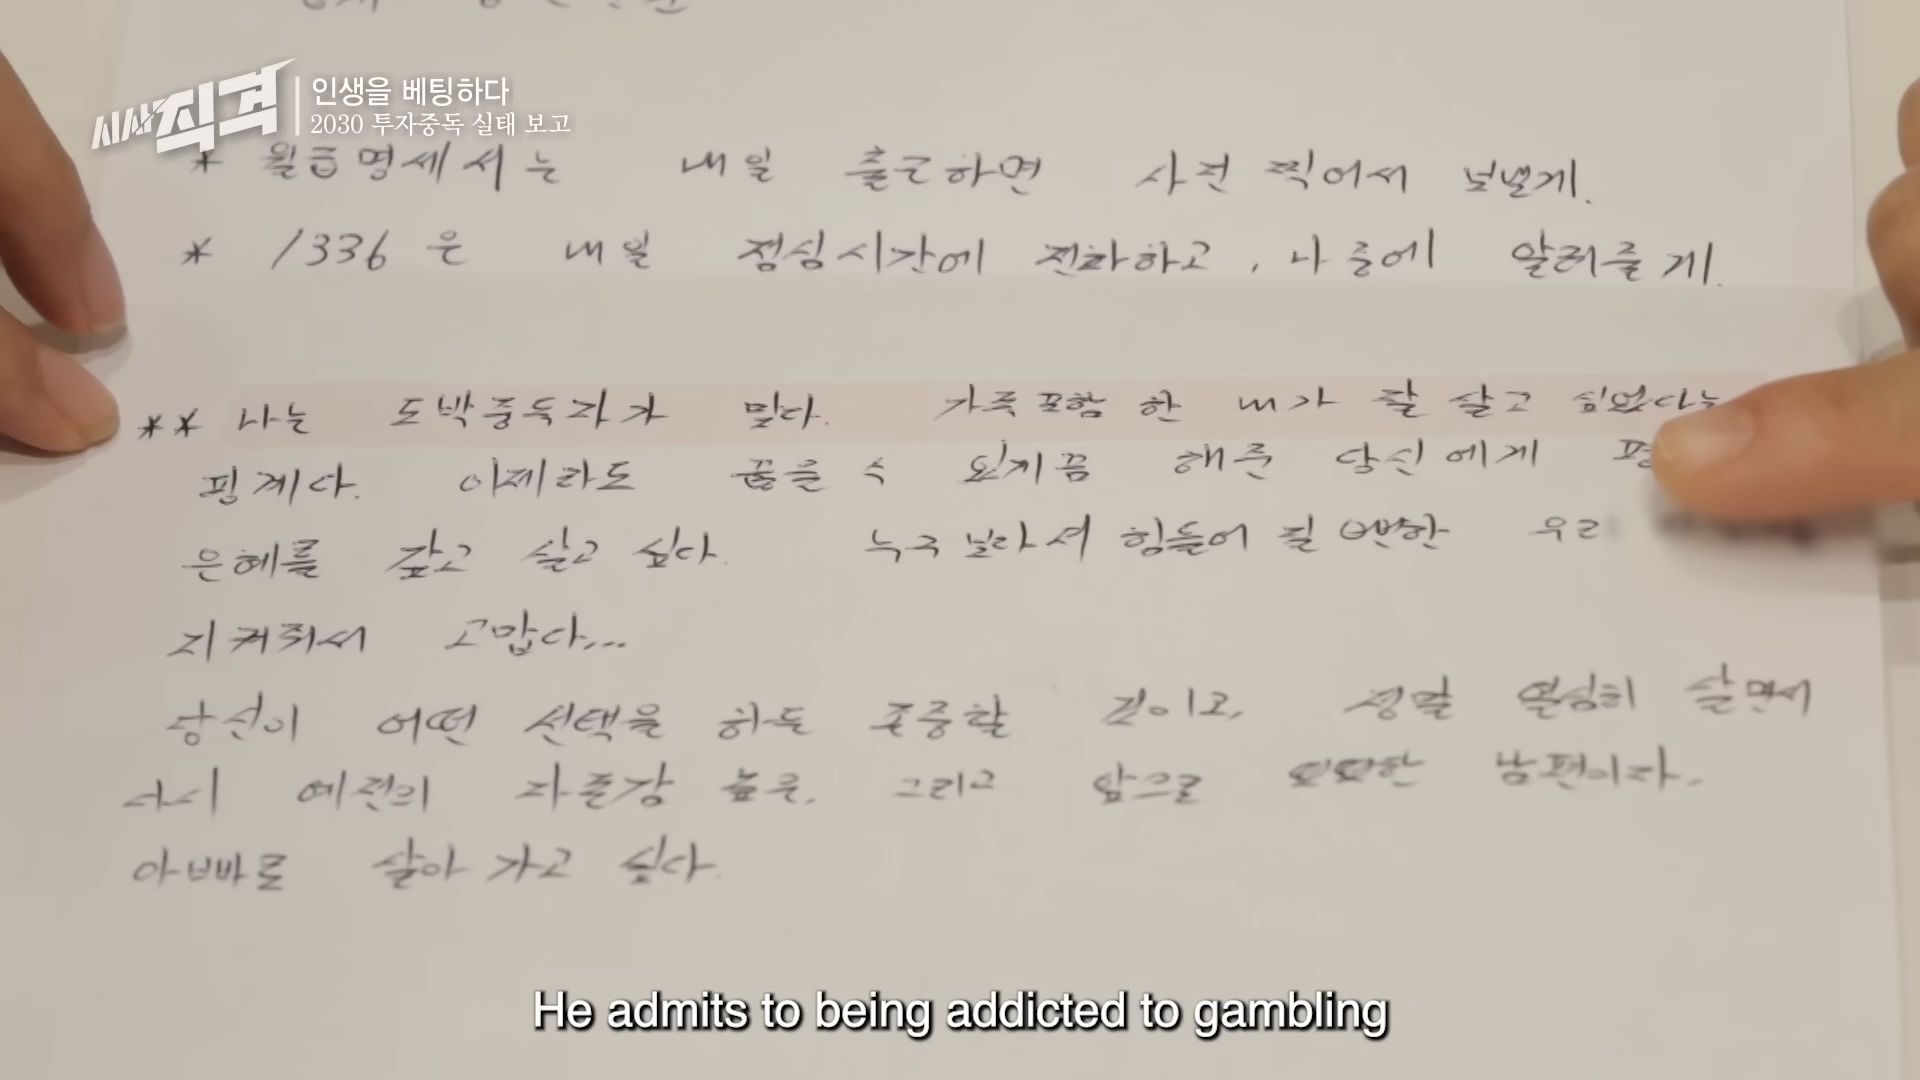 시사직격
인생을 베팅하다
2030 투자중독 실태 보고
* 월급명세서는 내일 출근하면 사진 찍어서 보낼게.
* 1336은 내일 점심시간에 전화하고, 나중에 알려줄게.
** 나는 도박중독자가 맞다. 가족포함 한 내가 잘 살고 싶었다는
핑계다. 이제라도 꿈을 수 있게끔 해준 당신에게
은혜를 갚고 살고 싶다. 누구보다서 힘들어 질 뻔한 우리
지켜줘서 고맙다...
당신이 어떤 선택을 하든 존중할 것이고, 정말 열심히 살면서
다시 예전의 자존감 높은, 그리고 앞으로 떳떳한 남편이자,
아빠로 살아 가고 싶다.
He admits to being addicted to gambling